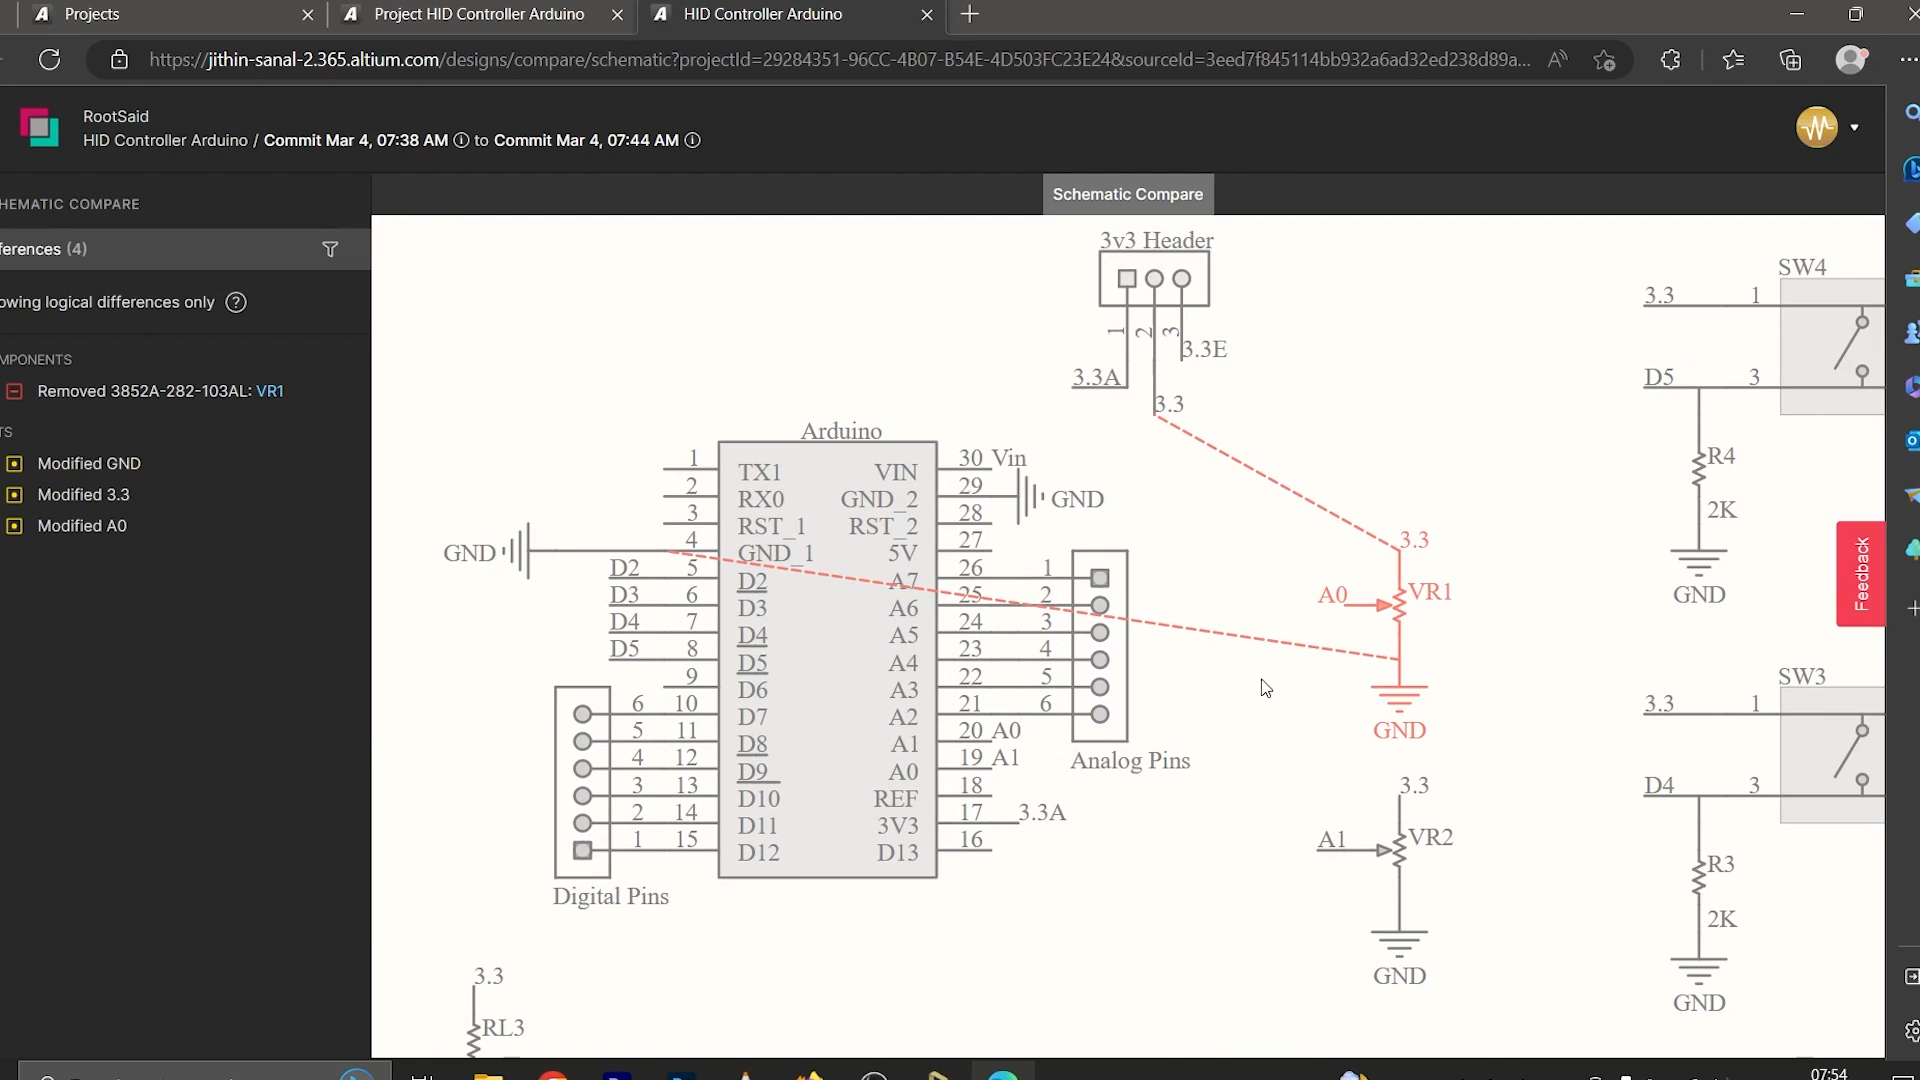 Projects
Project HID Controller Arduino
HID Controller Arduino
https://jithin-sanal-2.365.altium.com/designs/compare/schematic?projectId=29284351-96CC-4B07-B54E-4D503FC23E24&sourceId=3eed7f845114bb932a6ad32ed238d89a...
RootSaid
HID Controller Arduino / Commit Mar 4, 07:38 AM to Commit Mar 4, 07:44 AM
HEMATIC COMPARE
Schematic Compare
ferences (4)
owing logical differences only ?
MPONENTS
Removed 3852A-282-103AL: VR1
TS
Modified GND
Modified 3.3
Modified A0
3v3 Header
1 2 3
3.3E
3.3A
3.3
Arduino
1 TX1 VIN 30 Vin
2 RX0 GND_2 29 GND
3 RST_1 RST_2 28
GND 4 GND_1 5V 27
D2 5 D2 A7 26 1
D3 6 D3 A6 25 2
D4 7 D4 A5 24 3
D5 8 D5 A4 23 4
9 D6 A3 22 5
6 10 D7 A2 21 6
5 11 D8 A1 20 A0
4 12 D9 A0 19 A1
3 13 D10 REF 18
2 14 D11 3V3 17 3.3A
1 15 D12 D13 16
Digital Pins
Analog Pins
3.3
A0 VR1
GND
3.3
A1 VR2
GND
3.3
RL3
SW4
3.3 1
D5 3
R4
2K
GND
SW3
3.3 1
D4 3
R3
2K
GND
Feedback
07:54